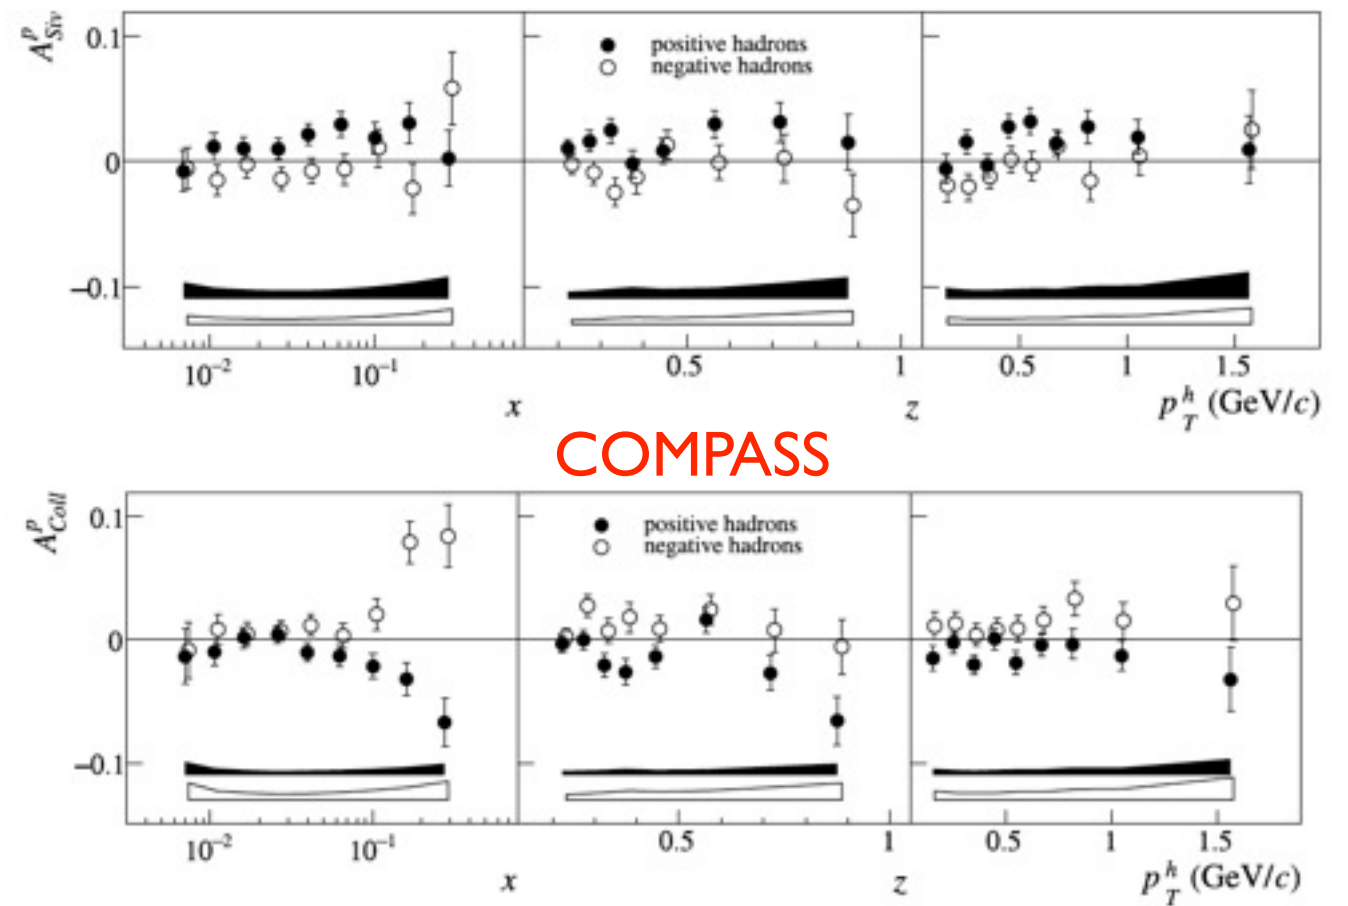 A^p_Siv
0.1
0
−0.1
positive hadrons
negative hadrons
10⁻² 10⁻¹ 0.5 1 0.5 1 1.5
x z p_T^h (GeV/c)
COMPASS
A^p_Coll
0.1
0
−0.1
positive hadrons
negative hadrons
10⁻² 10⁻¹ 0.5 1 0.5 1 1.5
x z p_T^h (GeV/c)